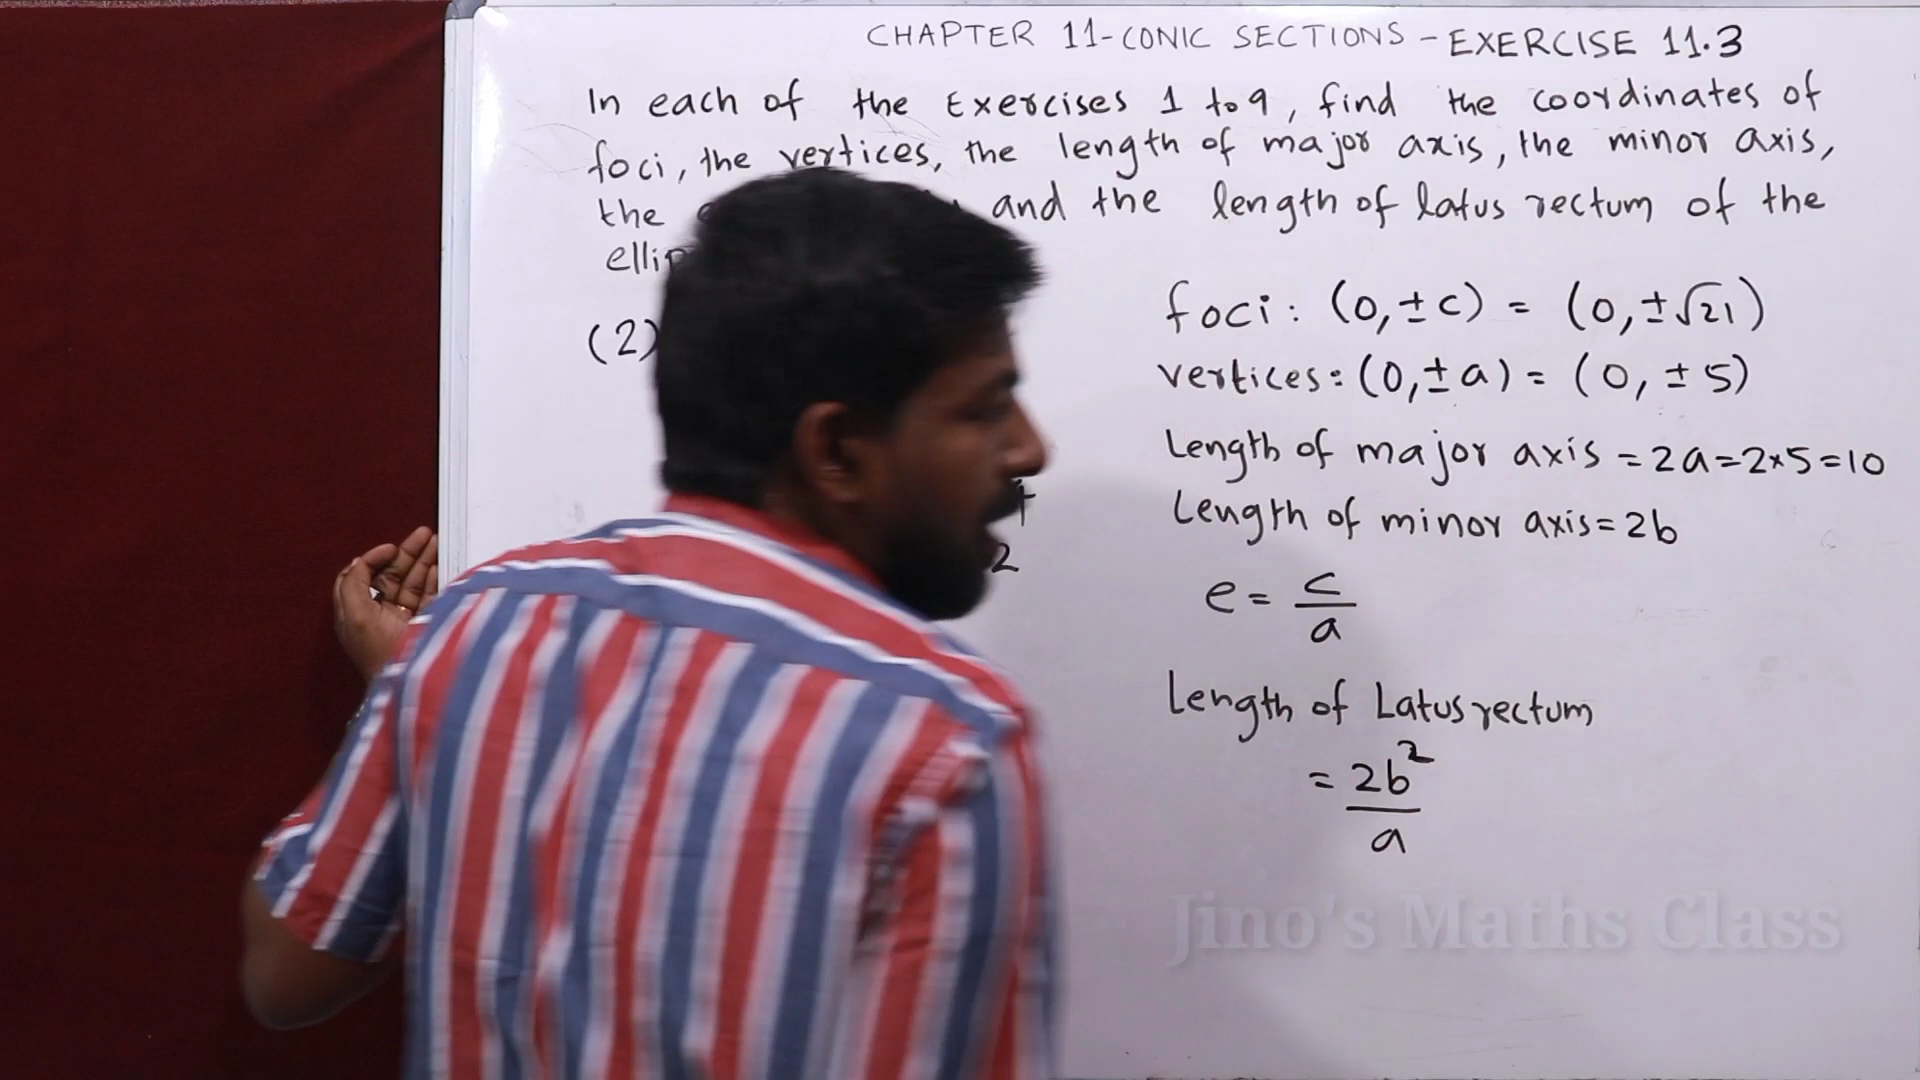 CHAPTER 11-CONIC SECTIONS - EXERCISE 11.3
In each of the Exercises 1 to 9, find the coordinates of
foci, the vertices, the length of major axis, the minor axis,
the and the length of latus rectum of the
(2)
foci: (0, ±c) = (0, ±√21)
vertices: (0, ±a) = (0, ±5)
Length of major axis = 2a = 2×5 = 10
Length of minor axis = 2b
2
e = c/a
Length of Latus rectum
= 2b²/a
Jino's Maths Class